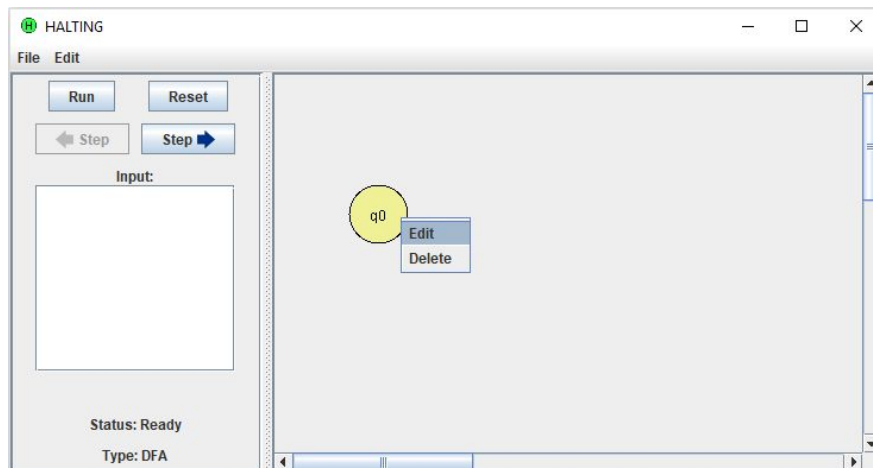 H HALTING
File Edit
Run Reset
Step Step
Input:
q0
Edit
Delete
Status: Ready
Type: DFA